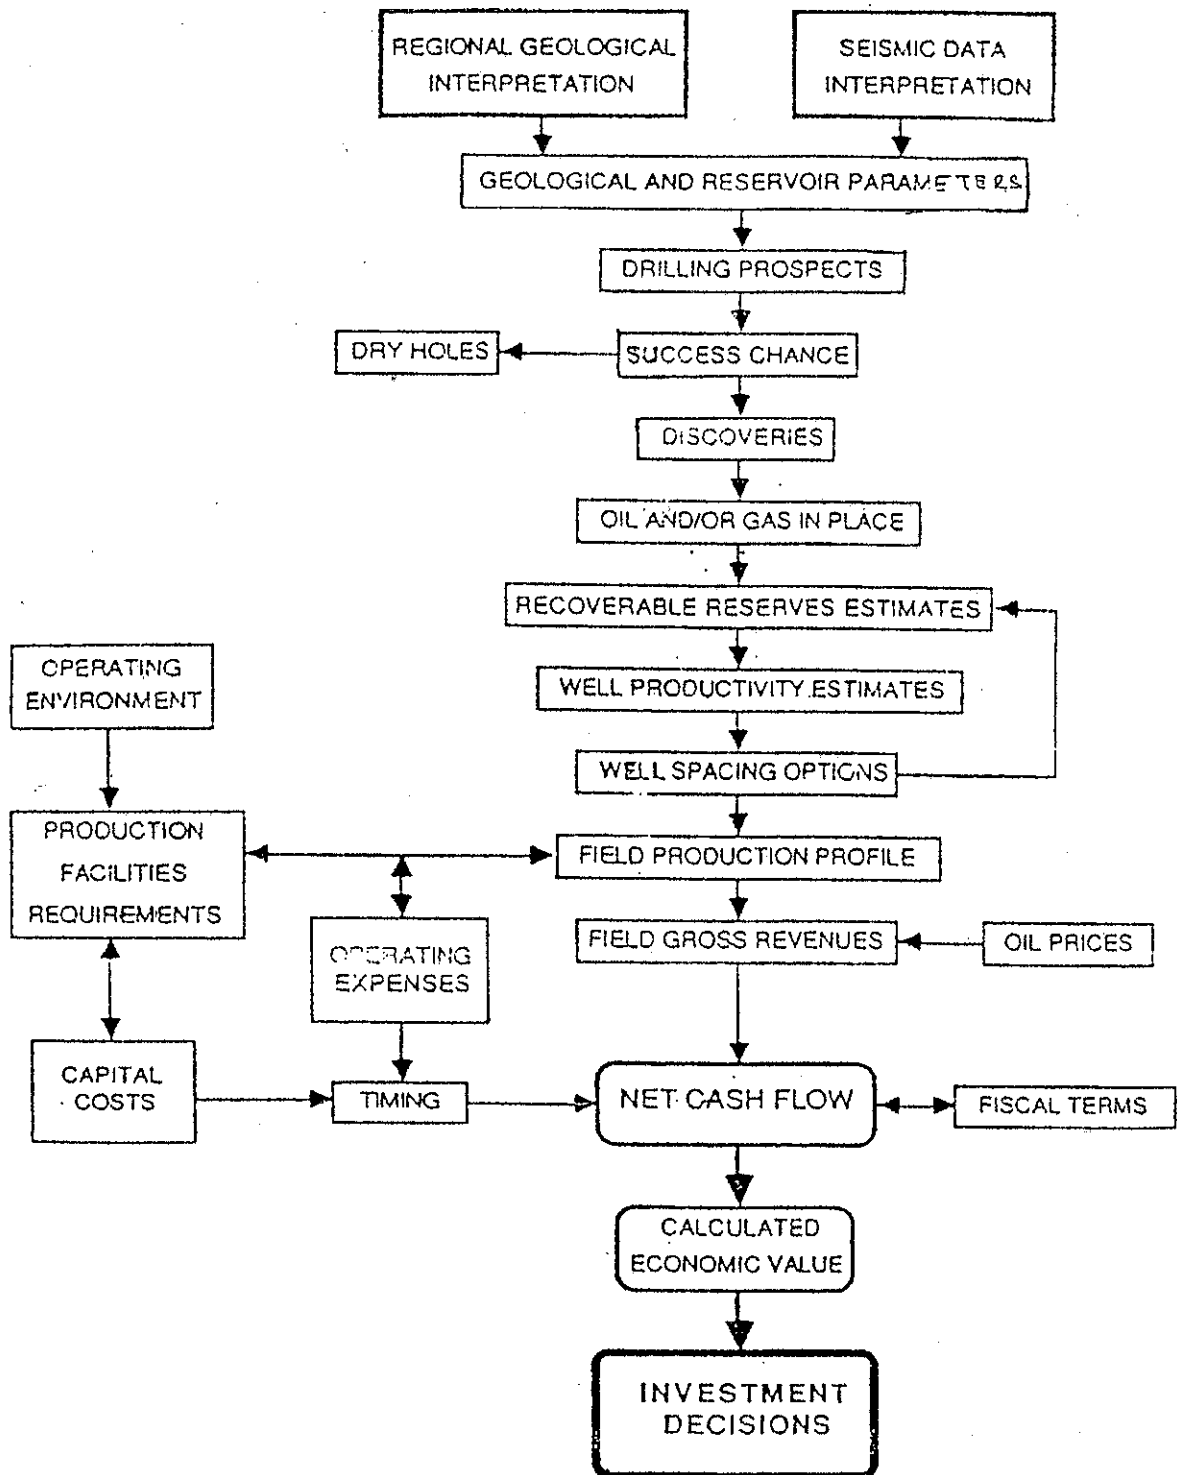 REGIONAL GEOLOGICAL
INTERPRETATION
SEISMIC DATA
INTERPRETATION
GEOLOGICAL AND RESERVOIR PARAMETERS
DRILLING PROSPECTS
DRY HOLES
SUCCESS CHANCE
DISCOVERIES
OIL AND/OR GAS IN PLACE
RECOVERABLE RESERVES ESTIMATES
OPERATING
ENVIRONMENT
WELL PRODUCTIVITY ESTIMATES
WELL SPACING OPTIONS
PRODUCTION
FACILITIES
REQUIREMENTS
FIELD PRODUCTION PROFILE
OPERATING
EXPENSES
FIELD GROSS REVENUES
OIL PRICES
CAPITAL
COSTS
TIMING
NET CASH FLOW
FISCAL TERMS
CALCULATED
ECONOMIC VALUE
INVESTMENT
DECISIONS